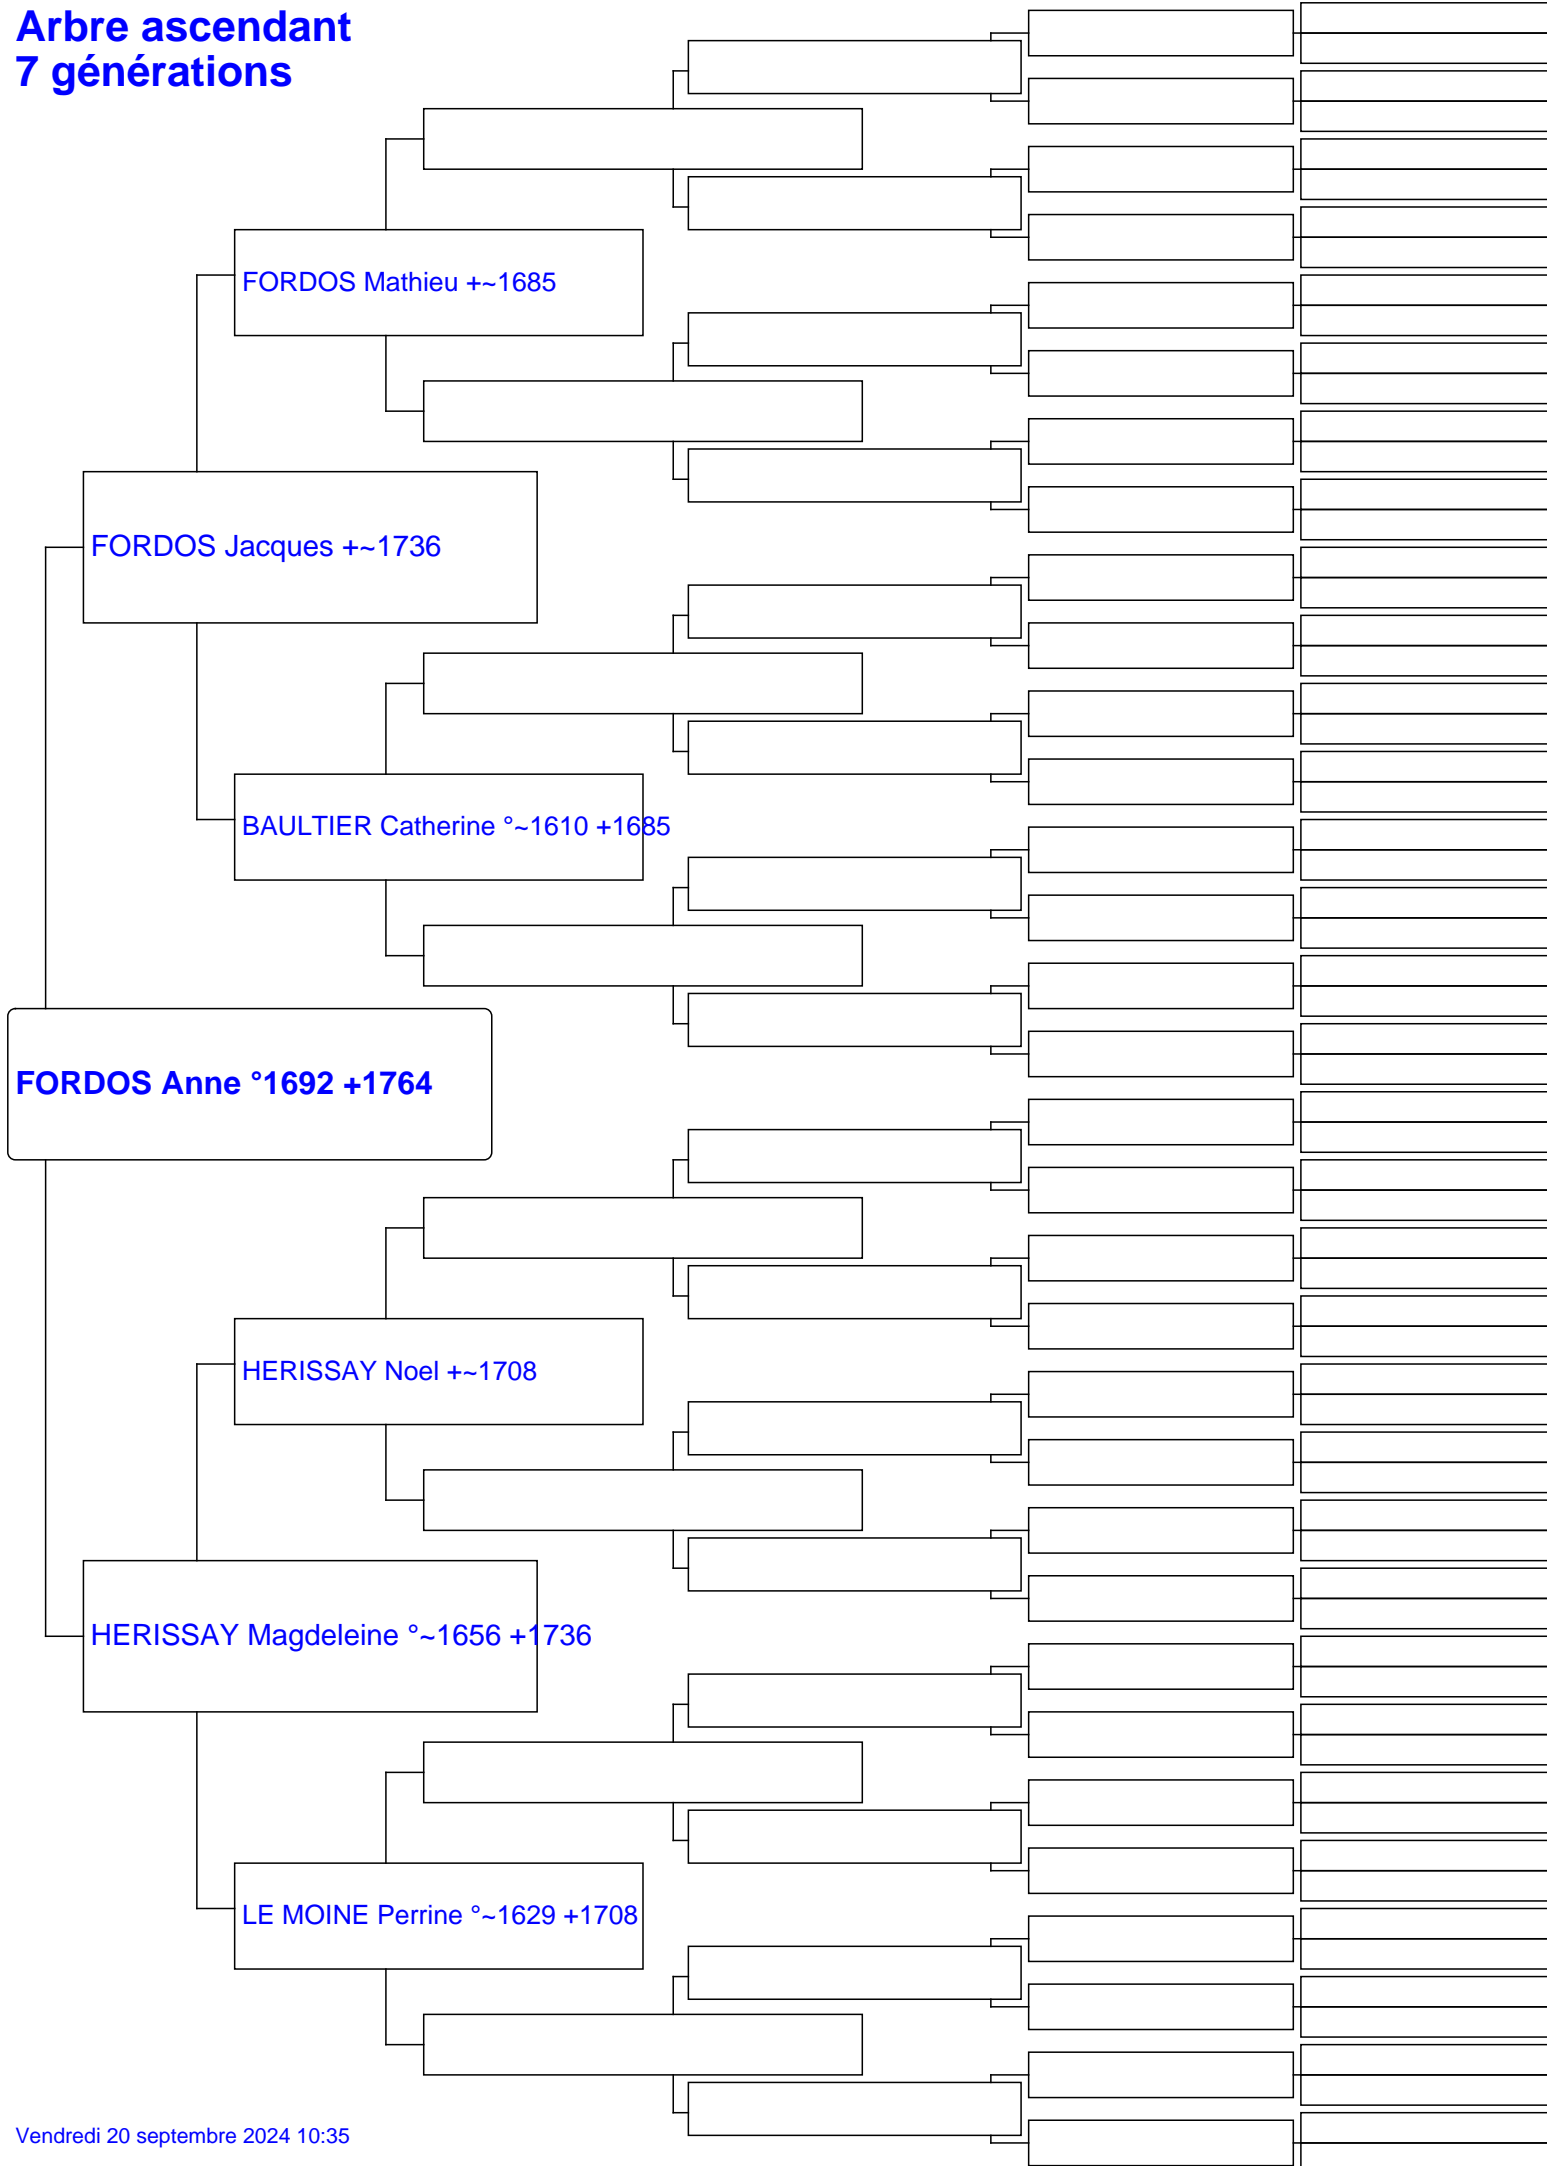 Arbre ascendant
7 générations
FORDOS Mathieu +~1685
FORDOS Jacques +~1736
BAULTIER Catherine °~1610 +1685
FORDOS Anne °1692 +1764
HERISSAY Noel +~1708
HERISSAY Magdeleine °~1656 +1736
LE MOINE Perrine °~1629 +1708
Vendredi 20 septembre 2024 10:35